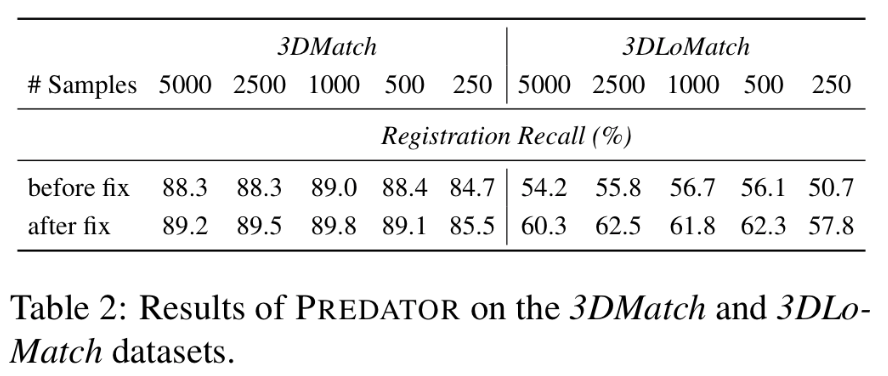 3DMatch 3DLoMatch
# Samples 5000 2500 1000 500 250 5000 2500 1000 500 250
Registration Recall (%)
before fix 88.3 88.3 89.0 88.4 84.7 54.2 55.8 56.7 56.1 50.7
after fix 89.2 89.5 89.8 89.1 85.5 60.3 62.5 61.8 62.3 57.8
Table 2: Results of PREDATOR on the 3DMatch and 3DLo-
Match datasets.